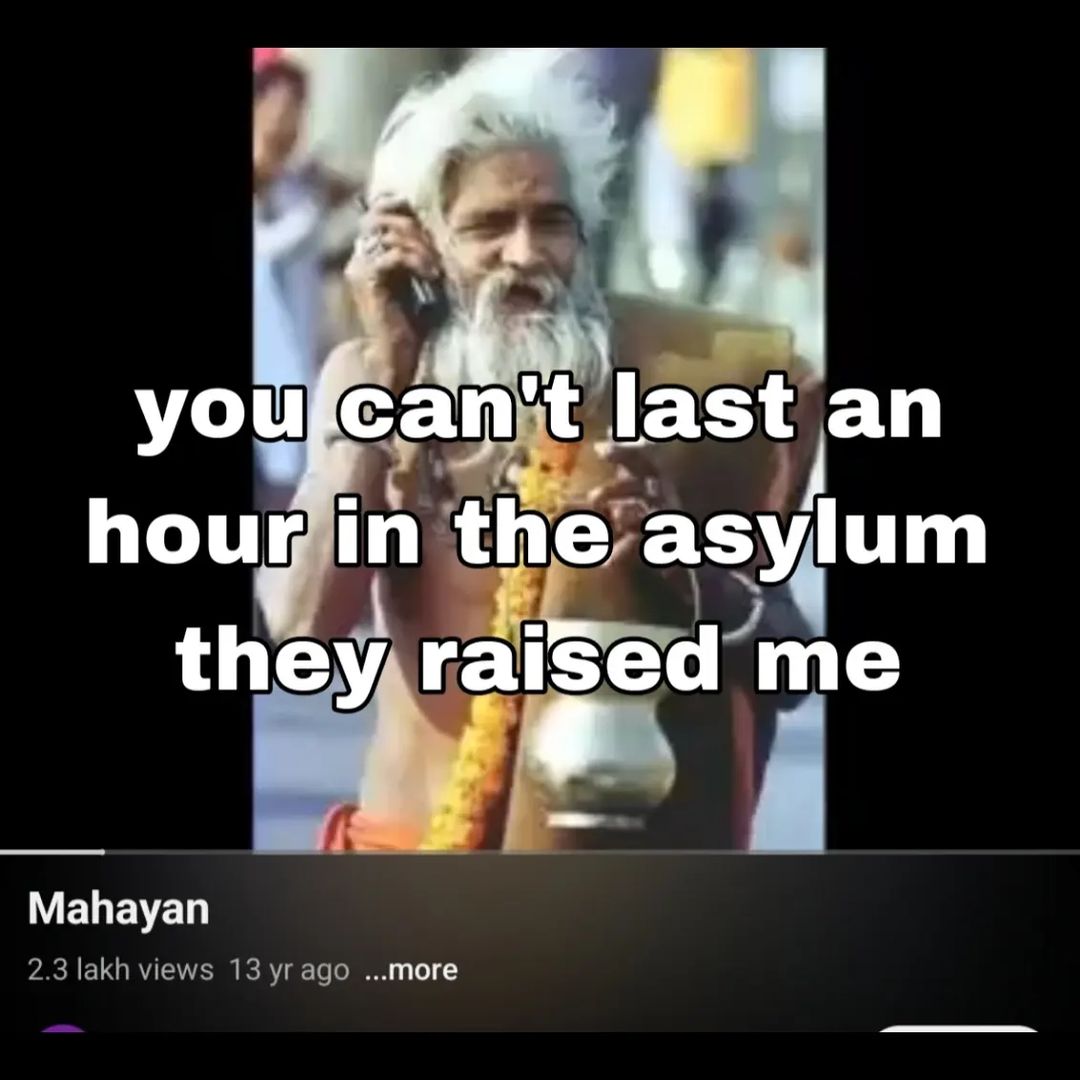 you can't last an
hour in the asylum
they raised me
Mahayan
2.3 lakh views 13 yr ago ...more